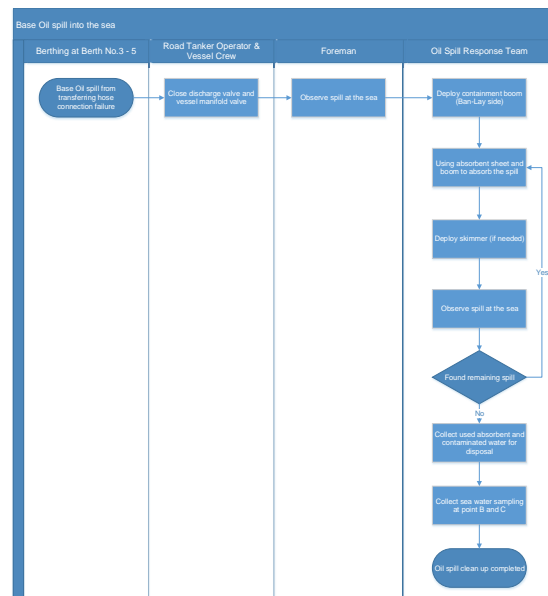 Base Oil spill into the sea
Berthing at Berth No.3 - 5
Road Tanker Operator &
Vessel Crew
Foreman
Oil Spill Response Team
Base Oil spill from
transferring hose
connection failure
Close discharge valve and
vessel manifold valve
Observe spill at the sea
Deploy containment boom
(Ban-Lay side)
Using absorbent sheet and
boom to absorb the spill
Deploy skimmer (if needed)
Yes
Observe spill at the sea
Found remaining spill
No
Collect used absorbent and
contaminated water for
disposal
Collect sea water sampling
at point B and C
Oil spill clean up completed